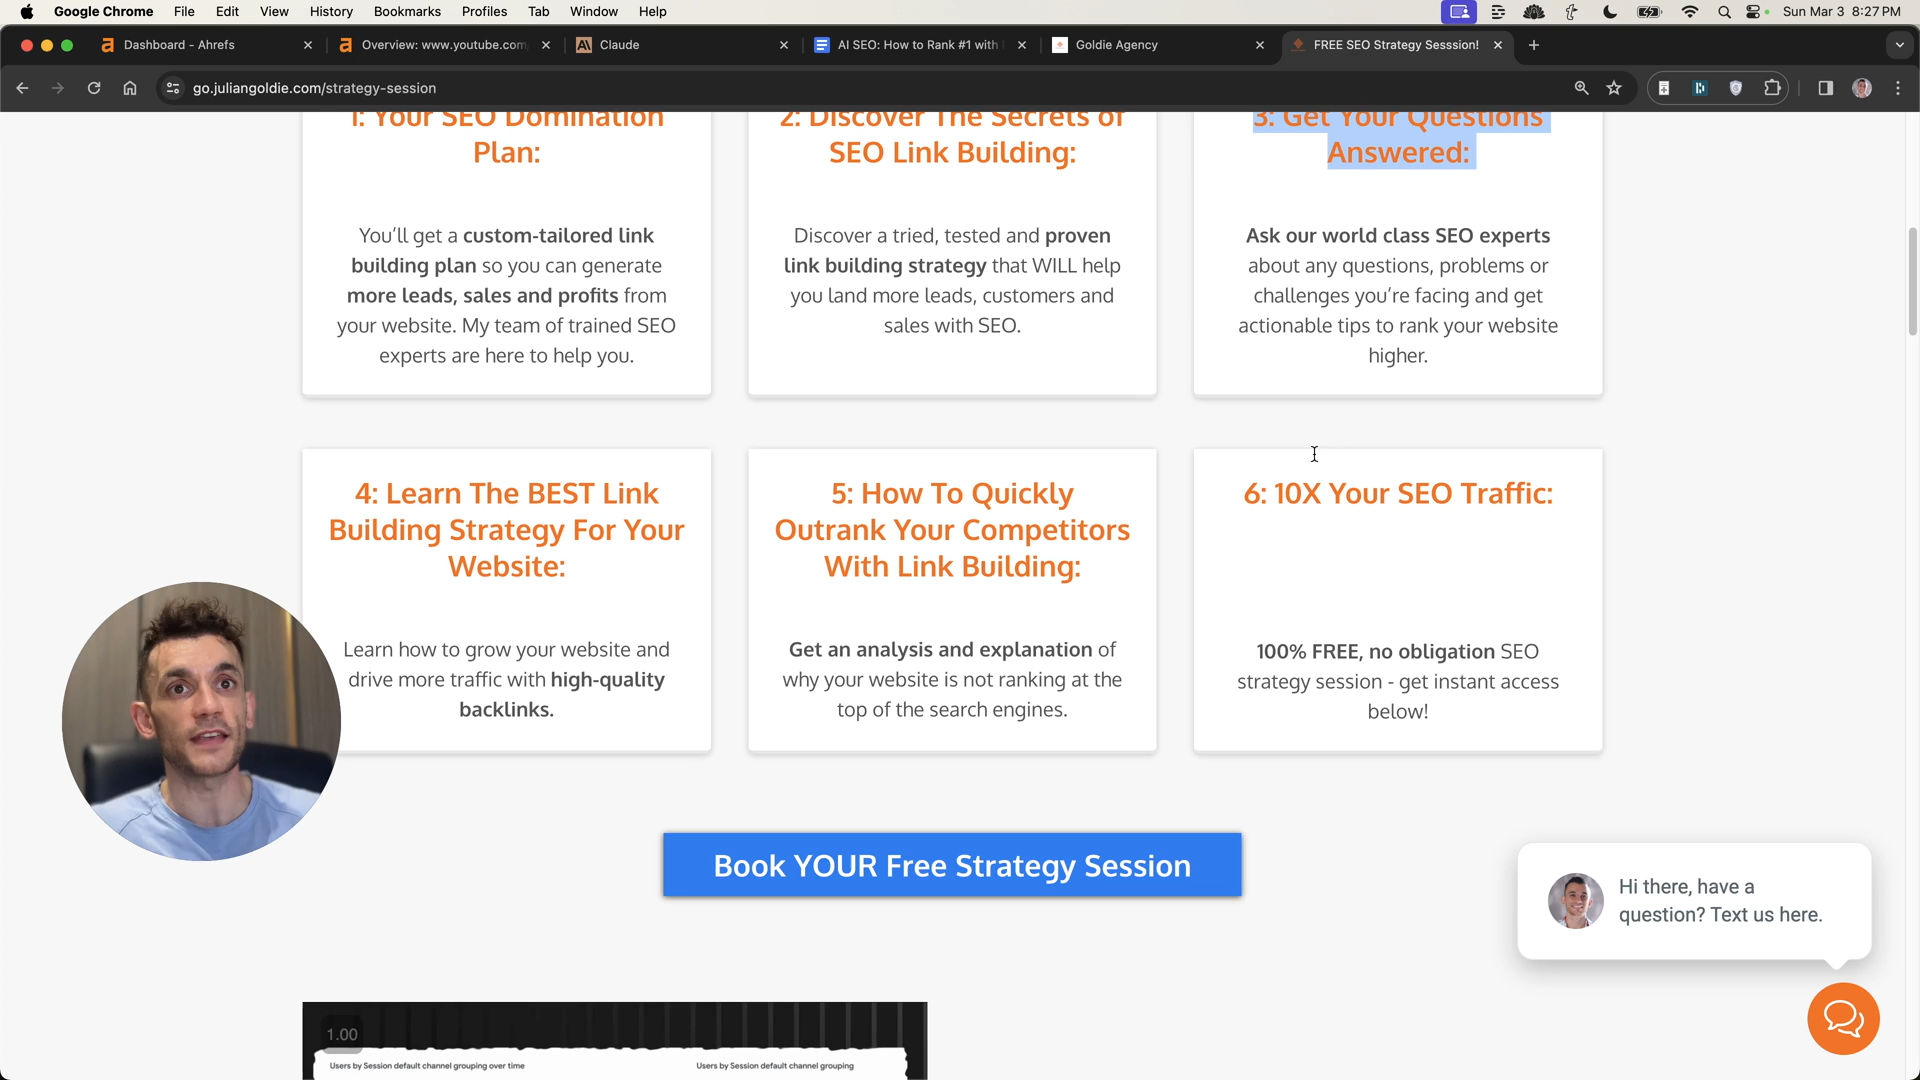 Google Chrome File Edit View History Bookmarks Profiles Tab Window Help Sun Mar 3 8:27 PM
Dashboard - Ahrefs Overview: www.youtube.com Claude AI SEO: How to Rank #1 with Goldie Agency FREE SEO Strategy Sesssion!
go.juliangoldie.com/strategy-session
1: Your SEO Domination
Plan:
You'll get a custom-tailored link
building plan so you can generate
more leads, sales and profits from
your website. My team of trained SEO
experts are here to help you.
2: Discover The Secrets of
SEO Link Building:
Discover a tried, tested and proven
link building strategy that WILL help
you land more leads, customers and
sales with SEO.
3: Get Your Questions
Answered:
Ask our world class SEO experts
about any questions, problems or
challenges you're facing and get
actionable tips to rank your website
higher.
4: Learn The BEST Link
Building Strategy For Your
Website:
Learn how to grow your website and
drive more traffic with high-quality
backlinks.
5: How To Quickly
Outrank Your Competitors
With Link Building:
Get an analysis and explanation of
why your website is not ranking at the
top of the search engines.
6: 10X Your SEO Traffic:
100% FREE, no obligation SEO
strategy session - get instant access
below!
Book YOUR Free Strategy Session
Hi there, have a
question? Text us here.
1.00
Users by Session default channel grouping over time
Users by Session default channel grouping